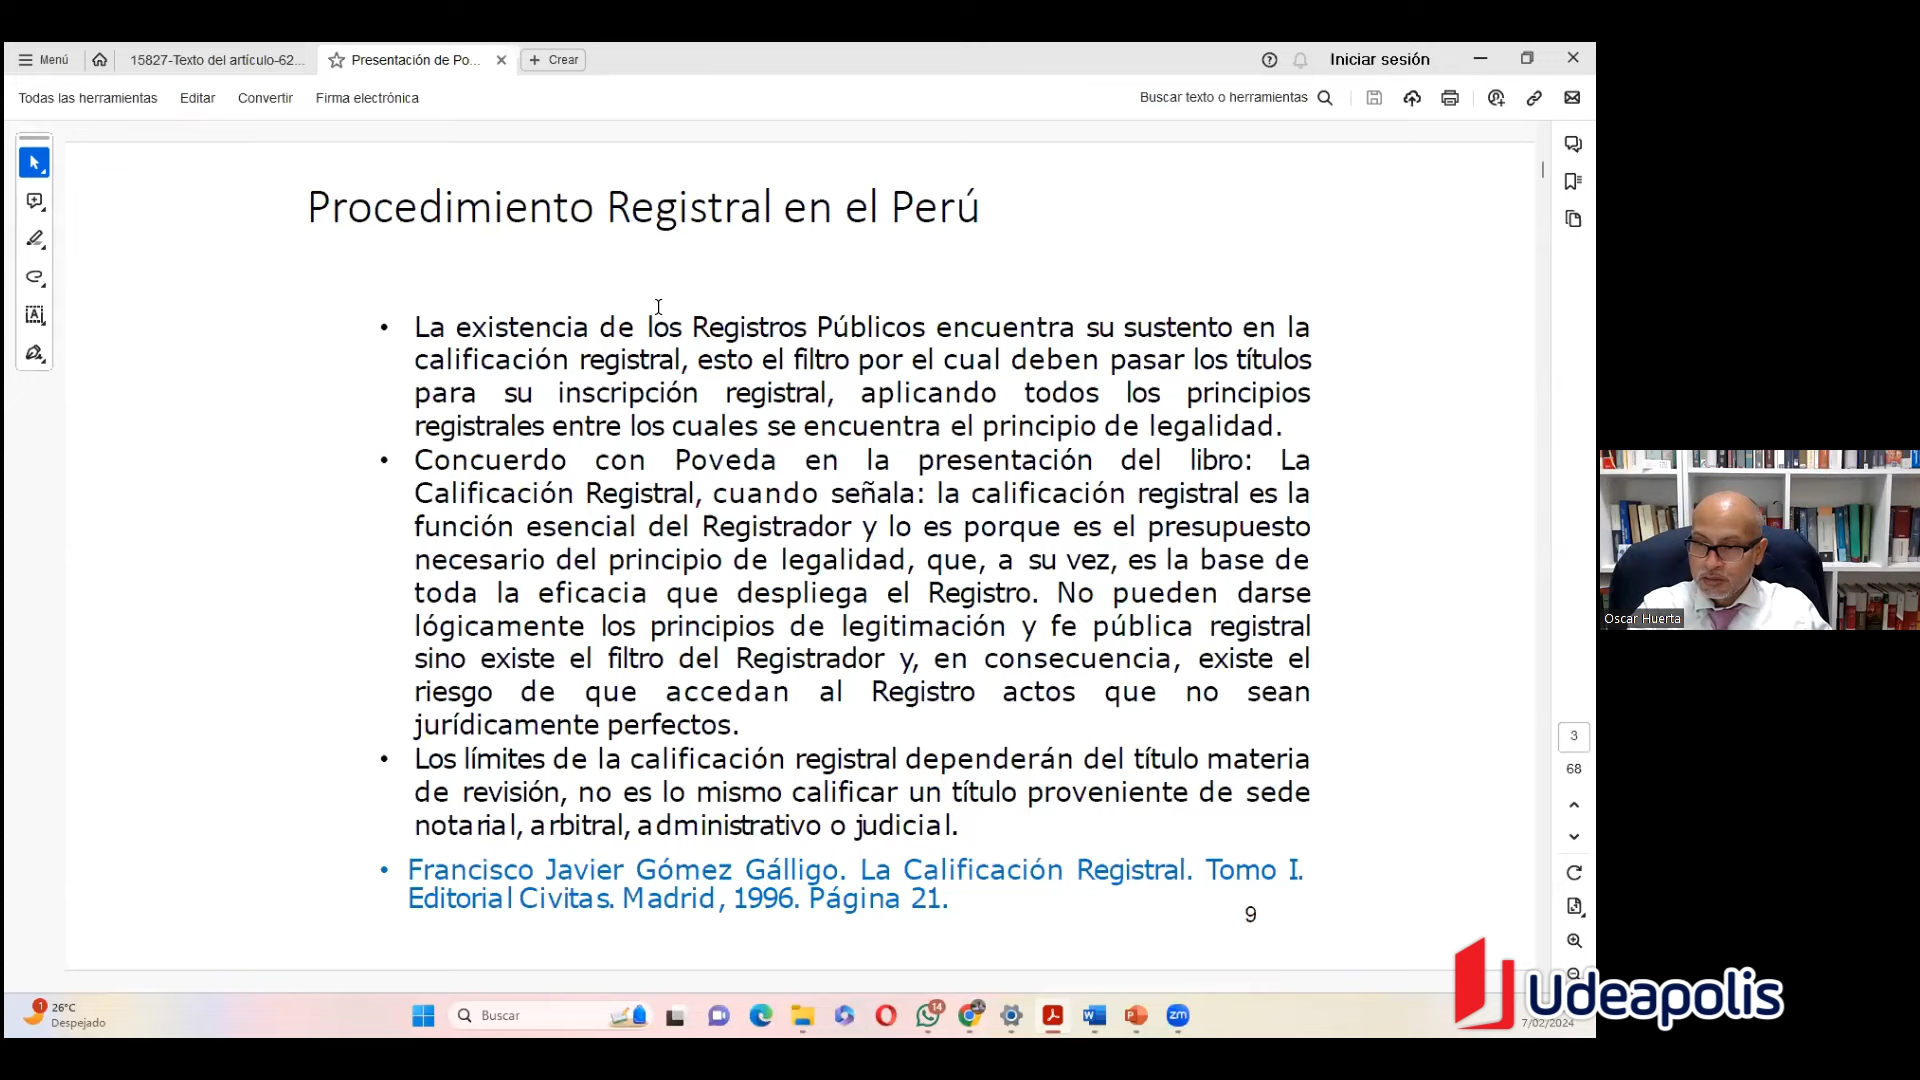 Menú
15827-Texto del artículo-62...
Presentación de Po...
Crear
Iniciar sesión
Todas las herramientas
Editar
Convertir
Firma electrónica
Buscar texto o herramientas
Procedimiento Registral en el Perú
• La existencia de los Registros Públicos encuentra su sustento en la
calificación registral, esto el filtro por el cual deben pasar los títulos
para su inscripción registral, aplicando todos los principios
registrales entre los cuales se encuentra el principio de legalidad.
• Concuerdo con Poveda en la presentación del libro: La
Calificación Registral, cuando señala: la calificación registral es la
función esencial del Registrador y lo es porque es el presupuesto
necesario del principio de legalidad, que, a su vez, es la base de
toda la eficacia que despliega el Registro. No pueden darse
lógicamente los principios de legitimación y fe pública registral
sino existe el filtro del Registrador y, en consecuencia, existe el
riesgo de que accedan al Registro actos que no sean
jurídicamente perfectos.
• Los límites de la calificación registral dependerán del título materia
de revisión, no es lo mismo calificar un título proveniente de sede
notarial, arbitral, administrativo o judicial.
• Francisco Javier Gómez Gálligo. La Calificación Registral. Tomo I.
Editorial Civitas. Madrid, 1996. Página 21.
9
3
68
Oscar Huerta
1
26°C
Despejado
Buscar
14
zm
7/02/2024
Udeapolis